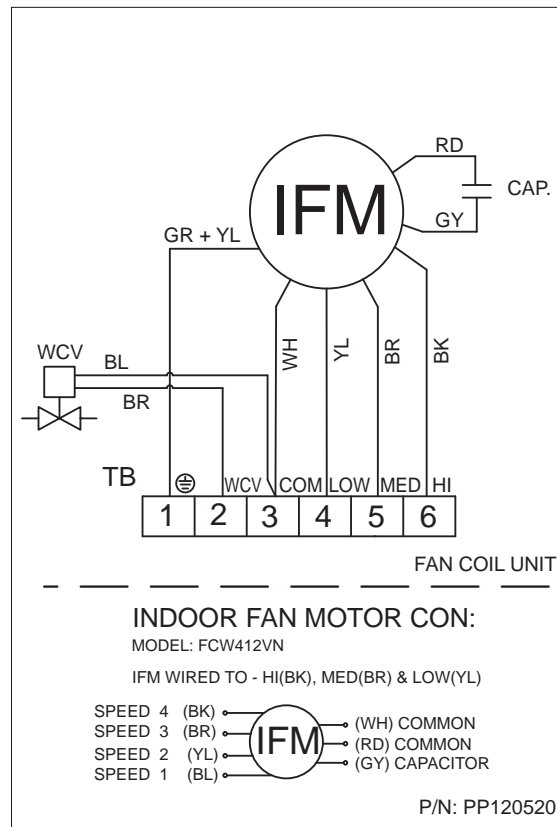 RD
CAP.
IFM
GY
GR + YL
WH
YL
BR
BK
WCV
BL
BR
TB
WCV COM LOW MED HI
1 2 3 4 5 6
FAN COIL UNIT
INDOOR FAN MOTOR CON:
MODEL: FCW412VN
IFM WIRED TO - HI(BK), MED(BR) & LOW(YL)
SPEED 4 (BK)
SPEED 3 (BR)
SPEED 2 (YL)
SPEED 1 (BL)
IFM
(WH) COMMON
(RD) COMMON
(GY) CAPACITOR
P/N: PP120520